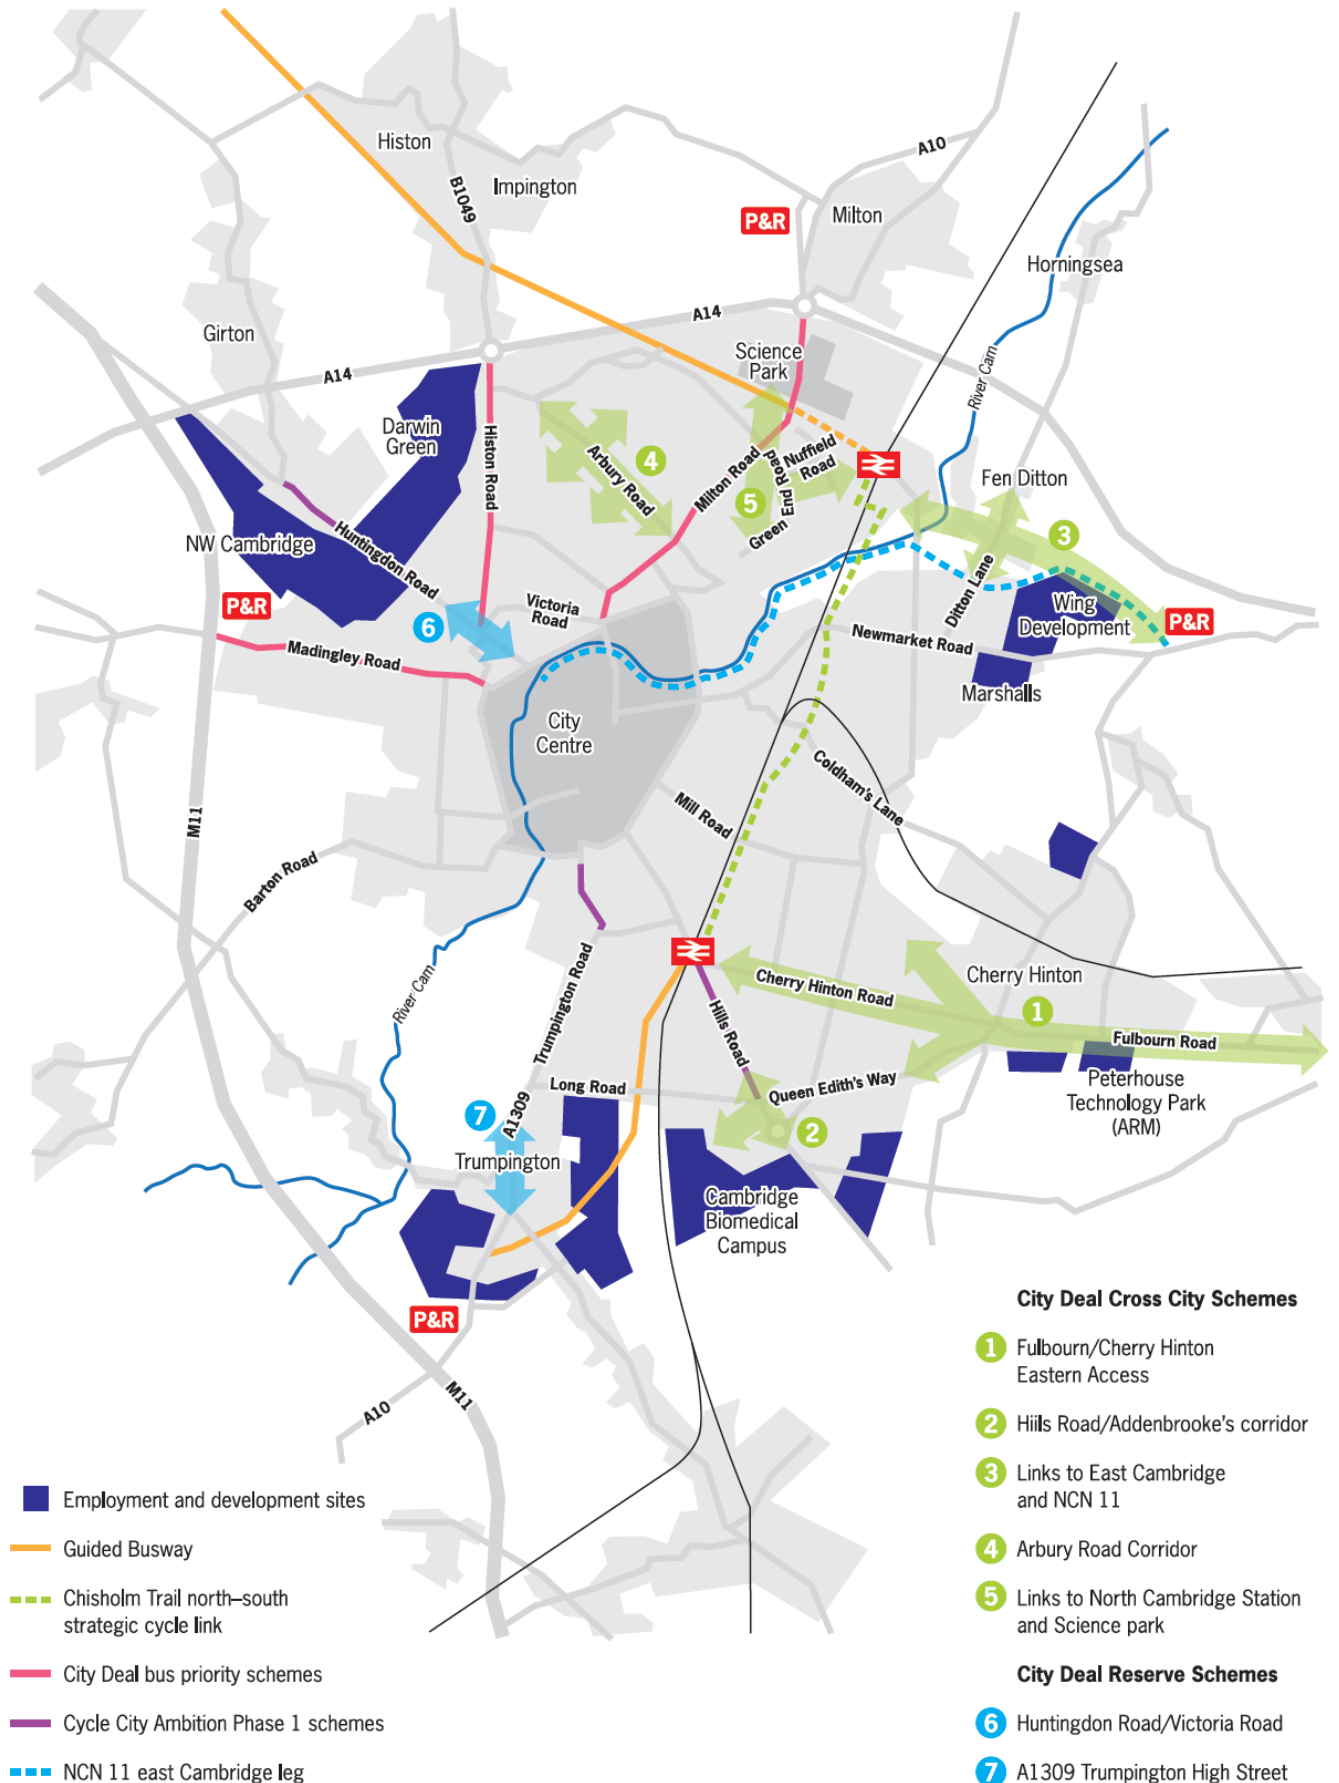 Histon
Impington
B1049
A10
P&R
Milton
Horningsea
Girton
A14
A14
Science
Park
River Cam
Darwin
Green
Histon Road
Arbury Road
4
Milton Road
5
Green End Road
Nuffield
Road
Fen Ditton
3
NW Cambridge
Huntingdon Road
P&R
6
Victoria
Road
Ditton Lane
Wing
Development
P&R
Madingley Road
Newmarket Road
Marshalls
City
Centre
M11
Mill Road
Coldham's Lane
Barton Road
River Cam
Trumpington Road
Cherry Hinton Road
Cherry Hinton
1
Hills Road
Fulbourn Road
Long Road
Queen Edith's Way
Peterhouse
Technology Park
(ARM)
7
A1309
2
Trumpington
Cambridge
Biomedical
Campus
P&R
M11
A10
Employment and development sites
Guided Busway
Chisholm Trail north–south
strategic cycle link
City Deal bus priority schemes
Cycle City Ambition Phase 1 schemes
NCN 11 east Cambridge leg
City Deal Cross City Schemes
1 Fulbourn/Cherry Hinton
Eastern Access
2 Hiils Road/Addenbrooke's corridor
3 Links to East Cambridge
and NCN 11
4 Arbury Road Corridor
5 Links to North Cambridge Station
and Science park
City Deal Reserve Schemes
6 Huntingdon Road/Victoria Road
7 A1309 Trumpington High Street